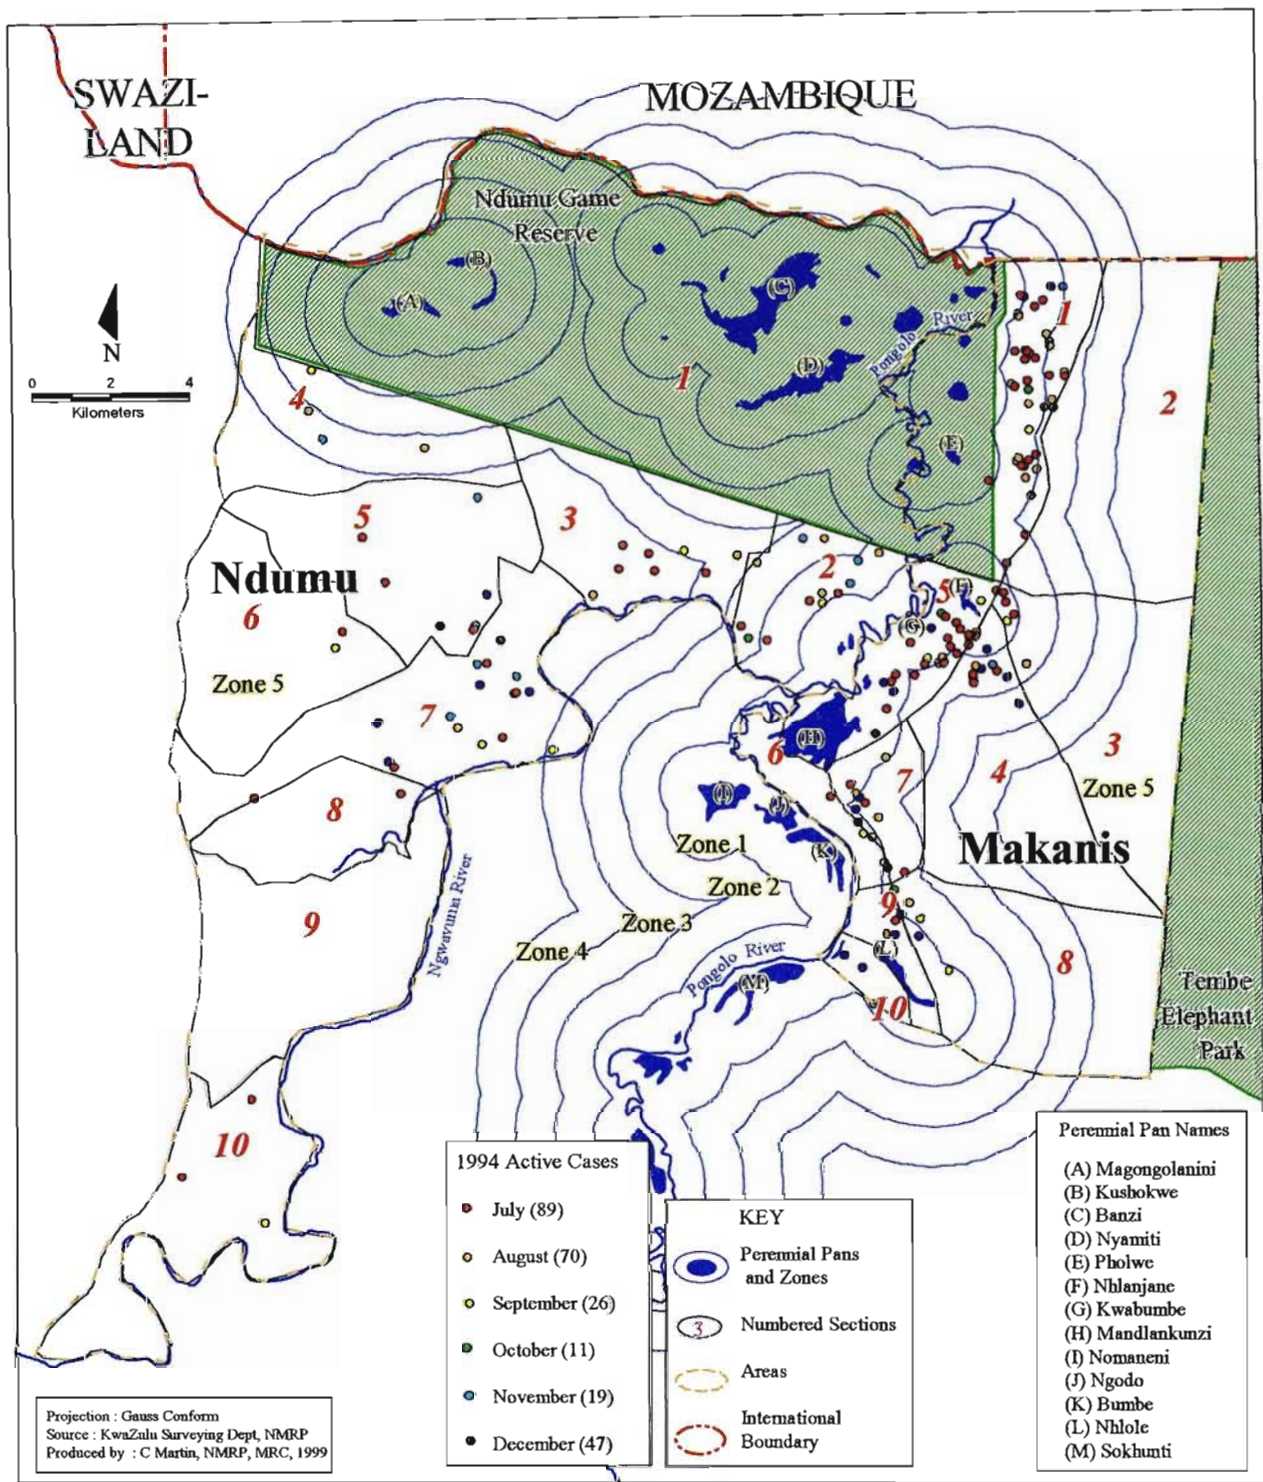 SWAZI-
LAND
MOZAMBIQUE
Ndumu Game
Reserve
(B)
(A)
(C)
(D)
(E)
Pongolo River
N
0 2 4
Kilometers
1
1
2
4
5
3
2
5
(F)
(G)
Ndumu
6
Zone 5
7
(H)
6
7
4
3
Zone 5
8
(I)
(J)
(K)
Zone 1
Zone 2
Zone 3
Zone 4
Makanis
9
9
(L)
8
10
Ngwavuma River
Pongolo River
(M)
Tembe
Elephant
Park
10
1994 Active Cases
July (89)
August (70)
September (26)
October (11)
November (19)
December (47)
KEY
Perennial Pans
and Zones
3 Numbered Sections
Areas
International
Boundary
Perennial Pan Names
(A) Magongolanini
(B) Kushokwe
(C) Banzi
(D) Nyamiti
(E) Pholwe
(F) Nhlanjane
(G) Kwabumbe
(H) Mandlankunzi
(I) Nomaneni
(J) Ngodo
(K) Bumbe
(L) Nhlole
(M) Sokhunti
Projection : Gauss Conform
Source : KwaZulu Surveying Dept, NMRP
Produced by : C Martin, NMRP, MRC, 1999